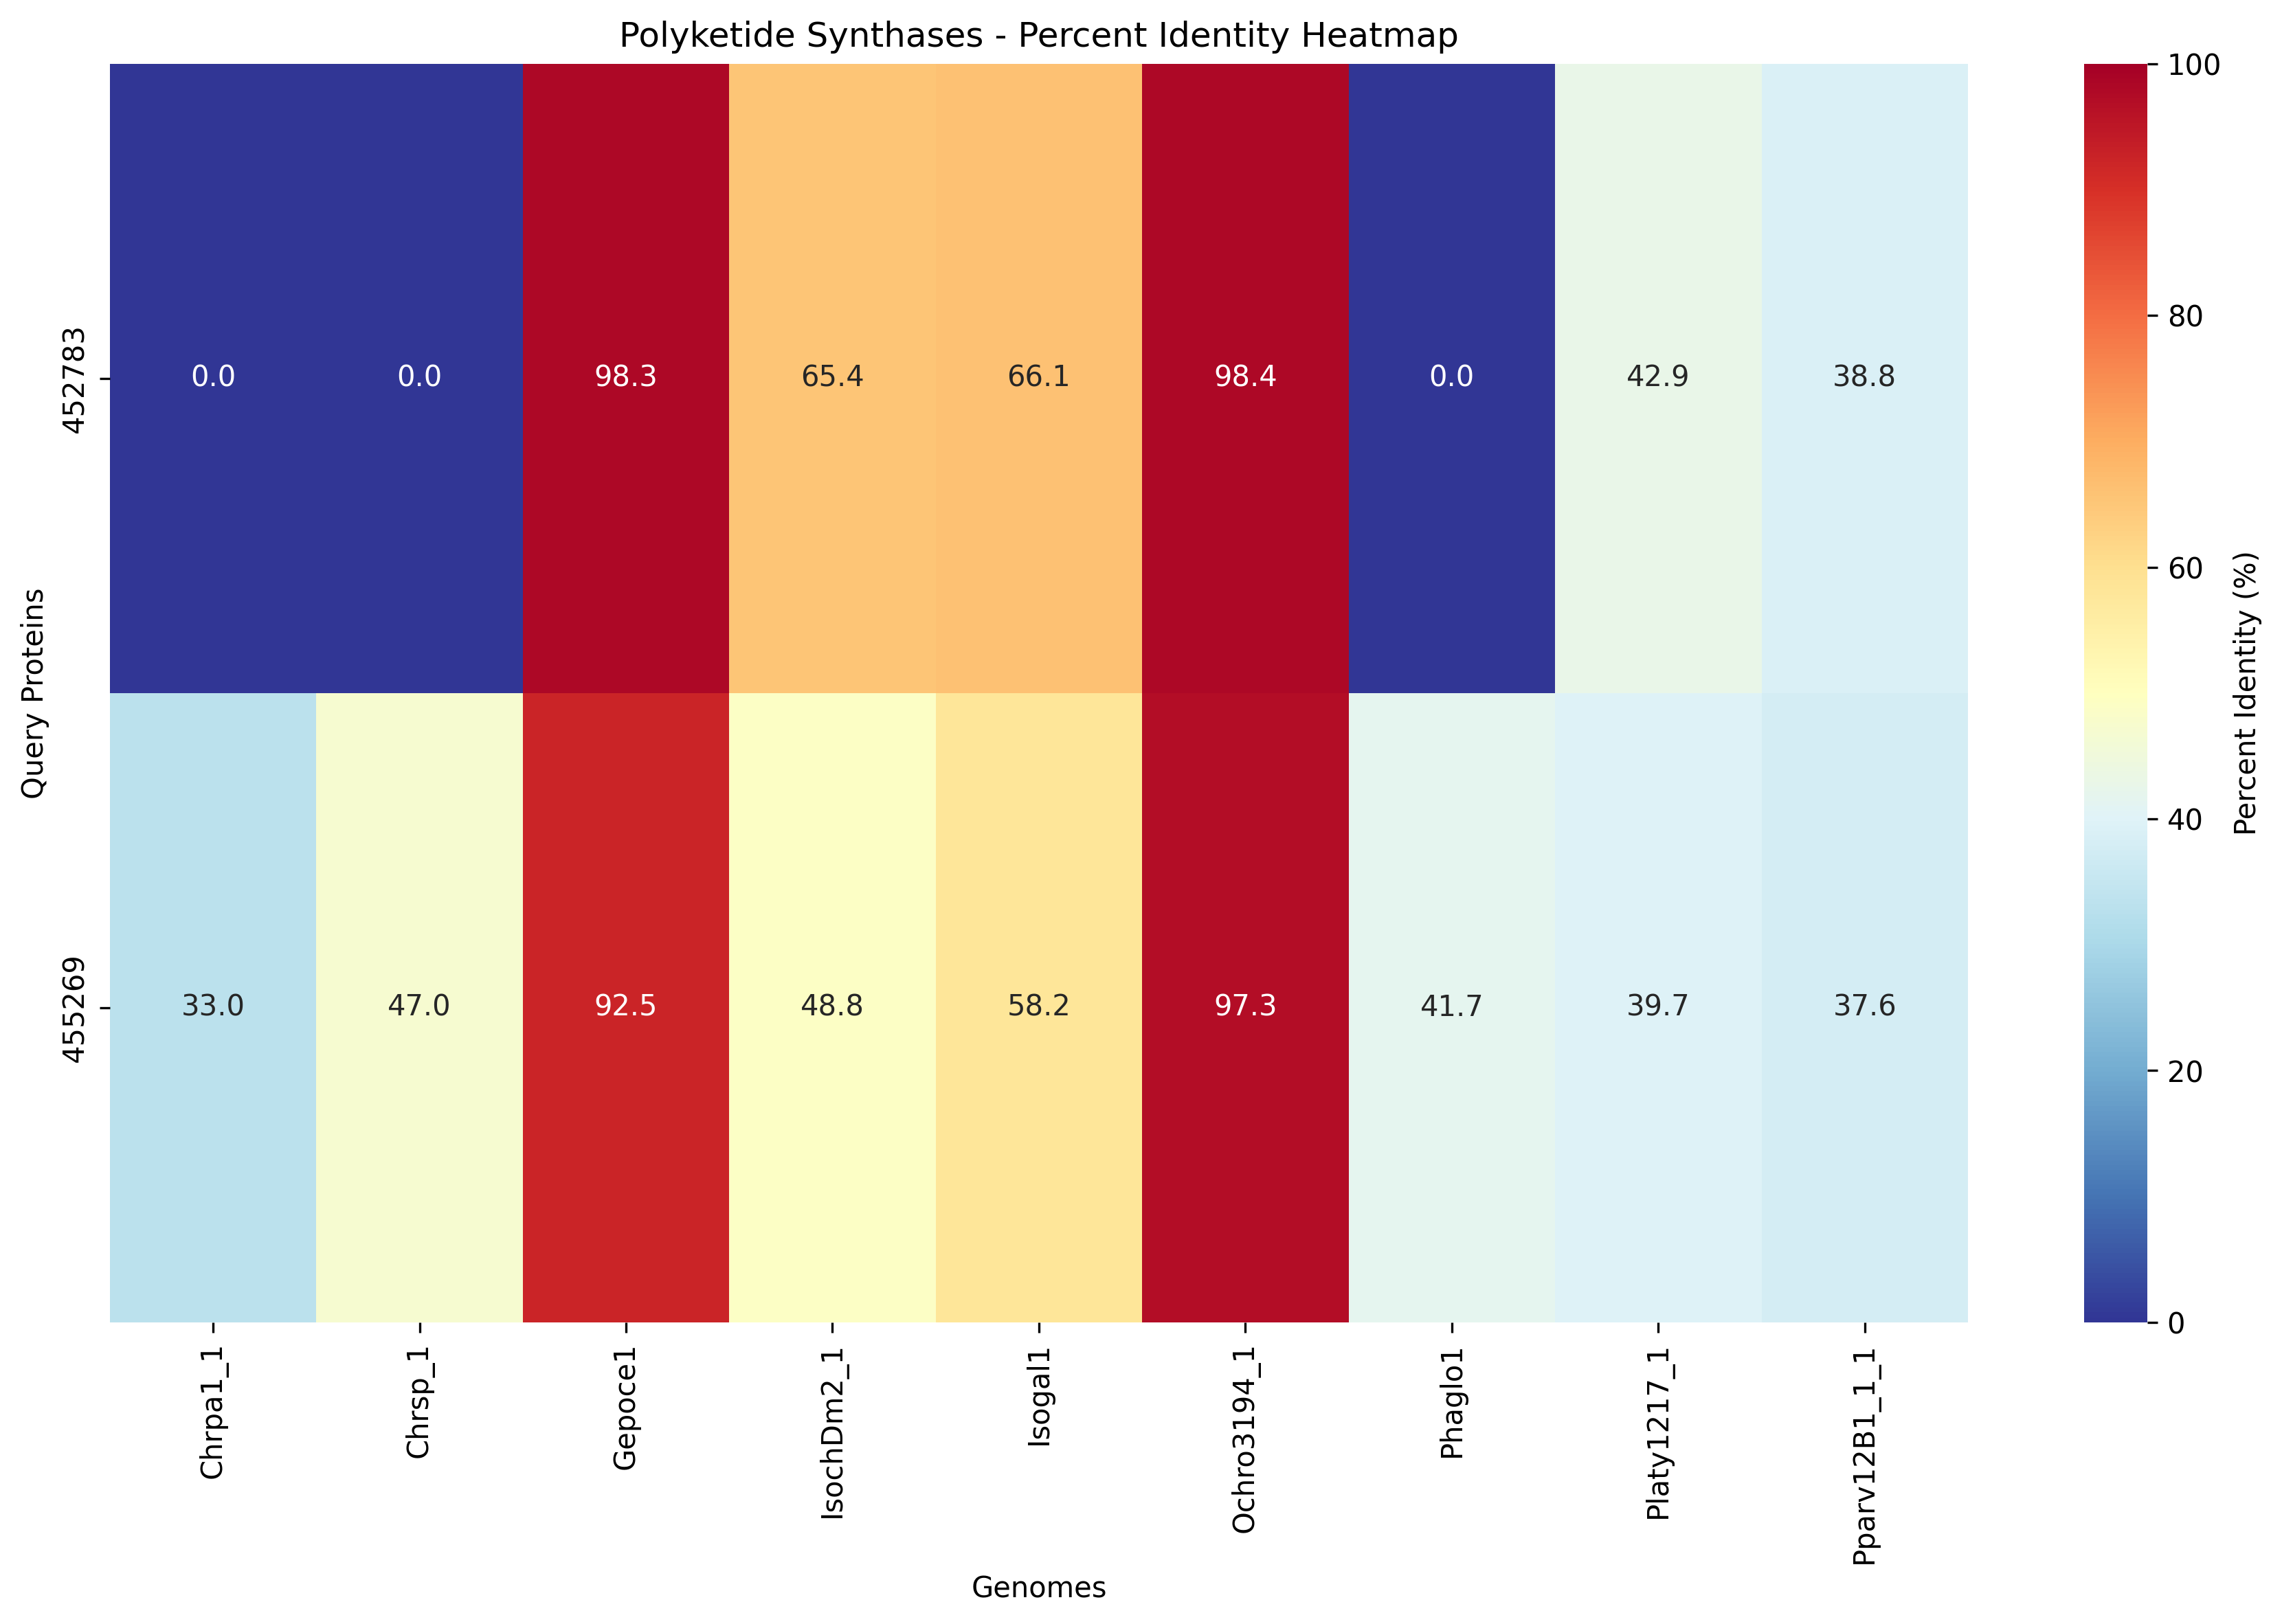 Polyketide Synthases - Percent Identity Heatmap
Query Proteins
452783
0.0 0.0 98.3 65.4 66.1 98.4 0.0 42.9 38.8
455269
33.0 47.0 92.5 48.8 58.2 97.3 41.7 39.7 37.6
Chrpa1_1 Chrsp_1 Gepoce1 IsochDm2_1 Isogal1 Ochro3194_1 Phaglo1 Platy1217_1 Pparv12B1_1_1
Genomes
100
80
60
40
20
0
Percent Identity (%)